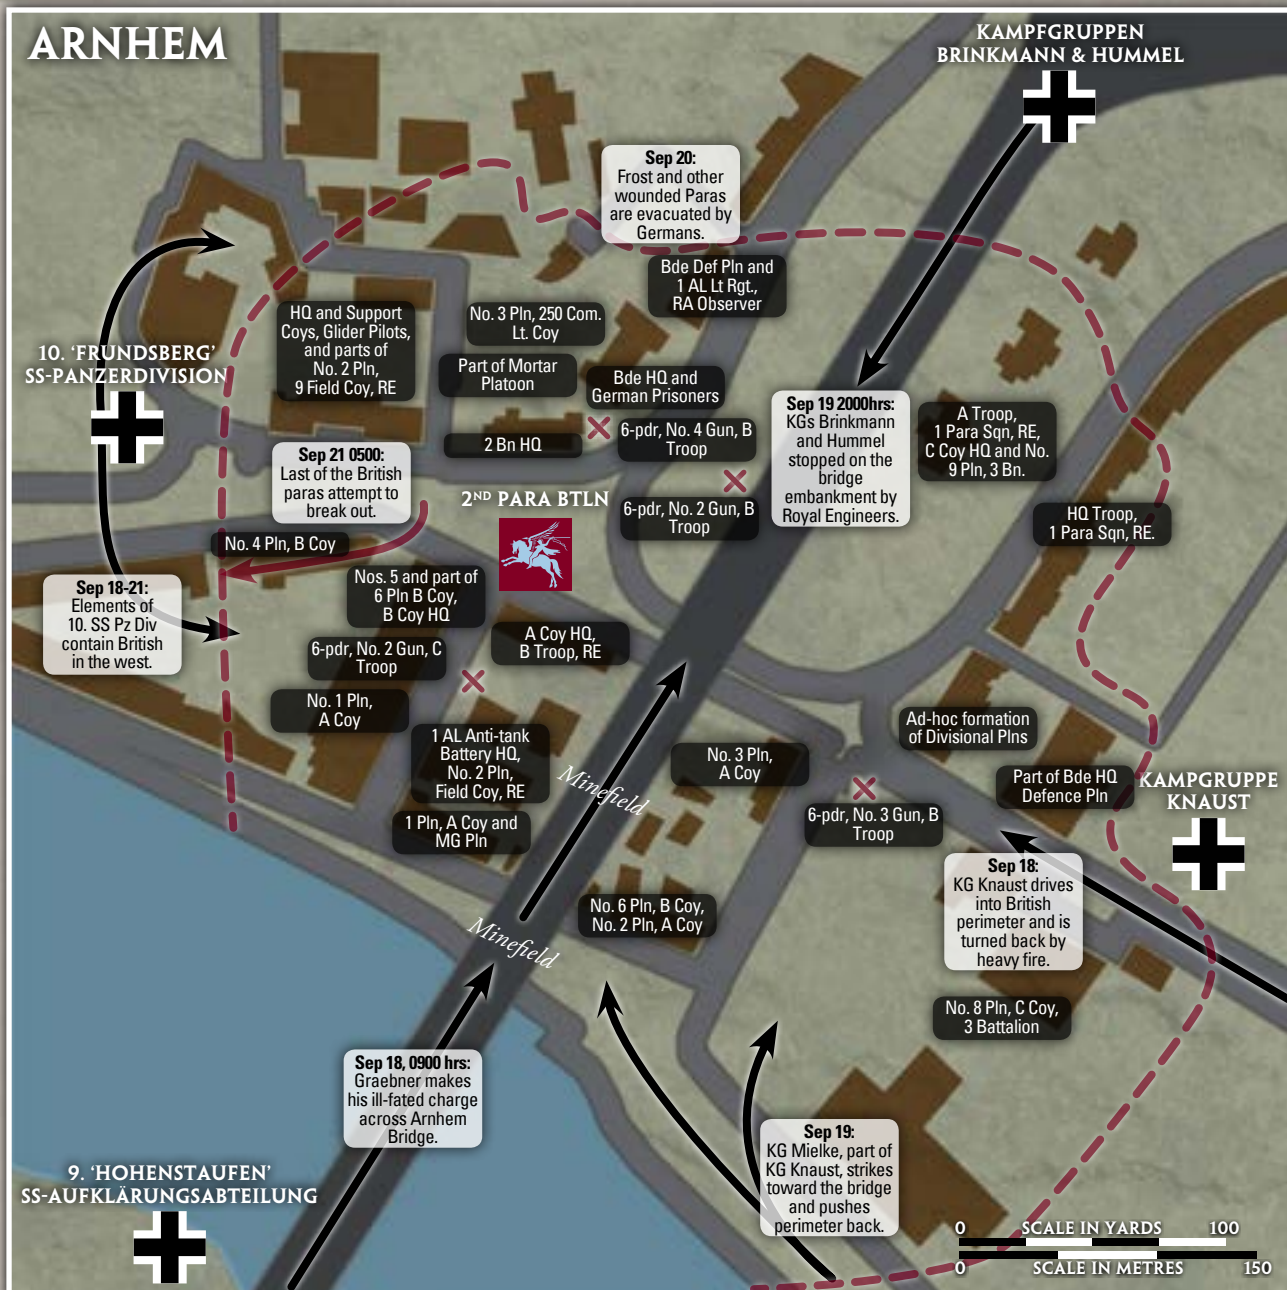 ARNHEM
KAMPFGRUPPEN
BRINKMANN & HUMMEL
Sep 20:
Frost and other
wounded Paras
are evacuated by
Germans.
Bde Def Pln and
1 AL Lt Rgt.,
RA Observer
HQ and Support
Coys, Glider Pilots,
and parts of
No. 2 Pln,
9 Field Coy, RE
No. 3 Pln, 250 Com.
Lt. Coy
10. ‘FRUNDSBERG’
SS-PANZERDIVISION
Part of Mortar
Platoon
Bde HQ and
German Prisoners
Sep 19 2000hrs:
KGs Brinkmann
and Hummel
stopped on the
bridge
embankment by
Royal Engineers.
A Troop,
1 Para Sqn, RE,
C Coy HQ and No.
9 Pln, 3 Bn.
2 Bn HQ
6-pdr, No. 4 Gun, B
Troop
Sep 21 0500:
Last of the British
paras attempt to
break out.
2ND PARA BTLN
6-pdr, No. 2 Gun, B
Troop
HQ Troop,
1 Para Sqn, RE.
No. 4 Pln, B Coy
Nos. 5 and part of
6 Pln B Coy,
B Coy HQ
Sep 18-21:
Elements of
10. SS Pz Div
contain British
in the west.
A Coy HQ,
B Troop, RE
6-pdr, No. 2 Gun, C
Troop
No. 1 Pln,
A Coy
1 AL Anti-tank
Battery HQ,
No. 2 Pln,
Field Coy, RE
Ad-hoc formation
of Divisional Plns
No. 3 Pln,
A Coy
Minefield
Part of Bde HQ
Defence Pln
KAMPGRUPPE
KNAUST
6-pdr, No. 3 Gun, B
Troop
1 Pln, A Coy and
MG Pln
Sep 18:
KG Knaust drives
into British
perimeter and is
turned back by
heavy fire.
No. 6 Pln, B Coy,
No. 2 Pln, A Coy
Minefield
No. 8 Pln, C Coy,
3 Battalion
Sep 18, 0900 hrs:
Graebner makes
his ill-fated charge
across Arnhem
Bridge.
Sep 19:
KG Mielke, part of
KG Knaust, strikes
toward the bridge
and pushes
perimeter back.
9. ‘HOHENSTAUFEN’
SS-AUFKLÄRUNGSABTEILUNG
0 SCALE IN YARDS 100
0 SCALE IN METRES 150